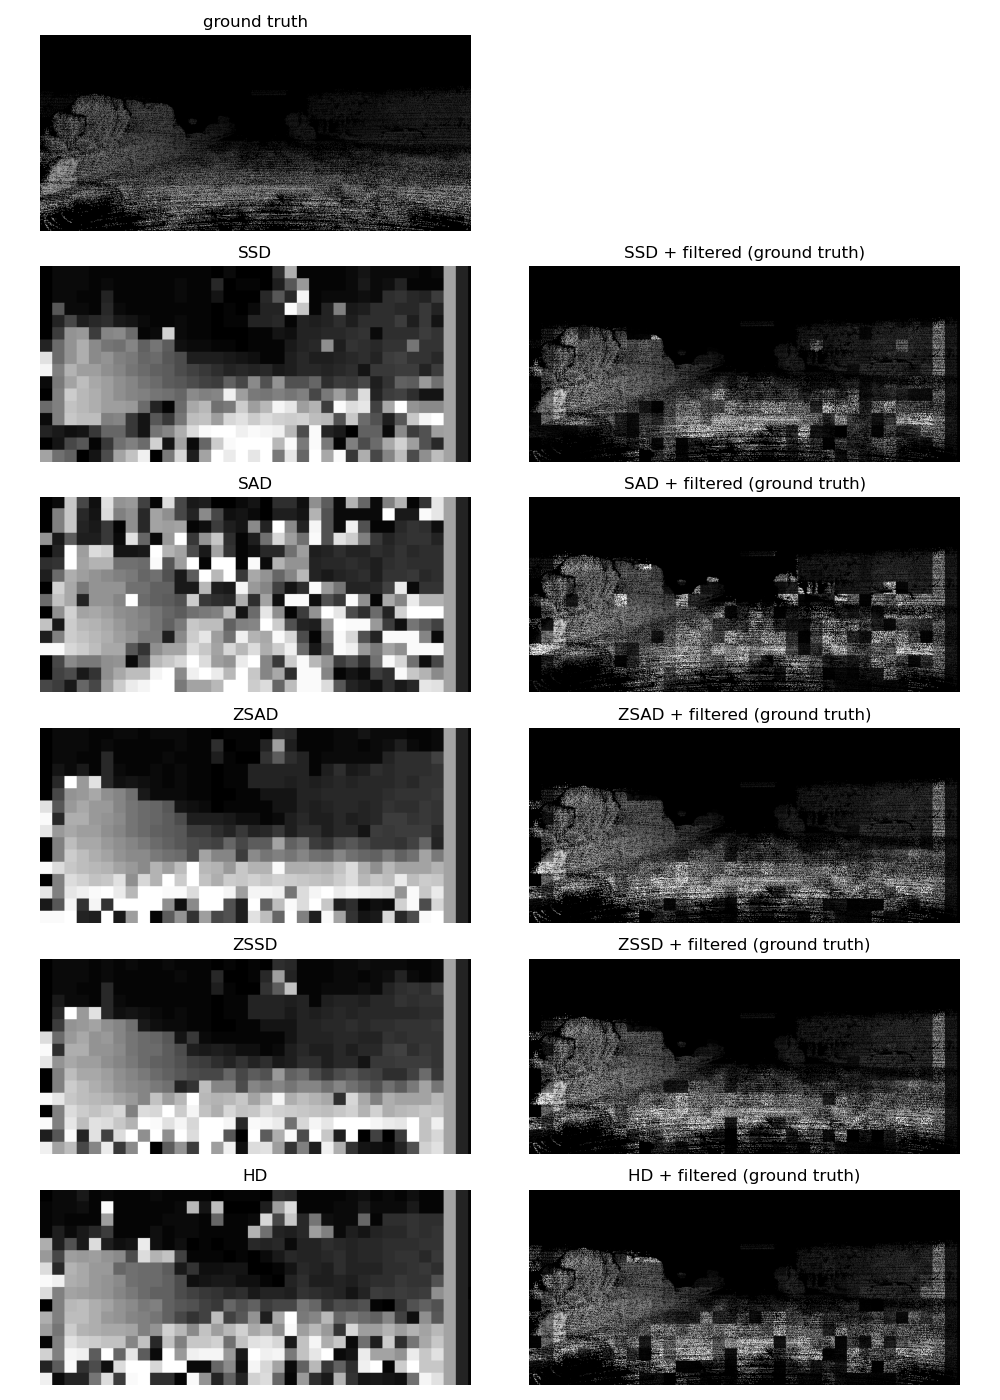 ground truth
SSD
SSD + filtered (ground truth)
SAD
SAD + filtered (ground truth)
ZSAD
ZSAD + filtered (ground truth)
ZSSD
ZSSD + filtered (ground truth)
HD
HD + filtered (ground truth)